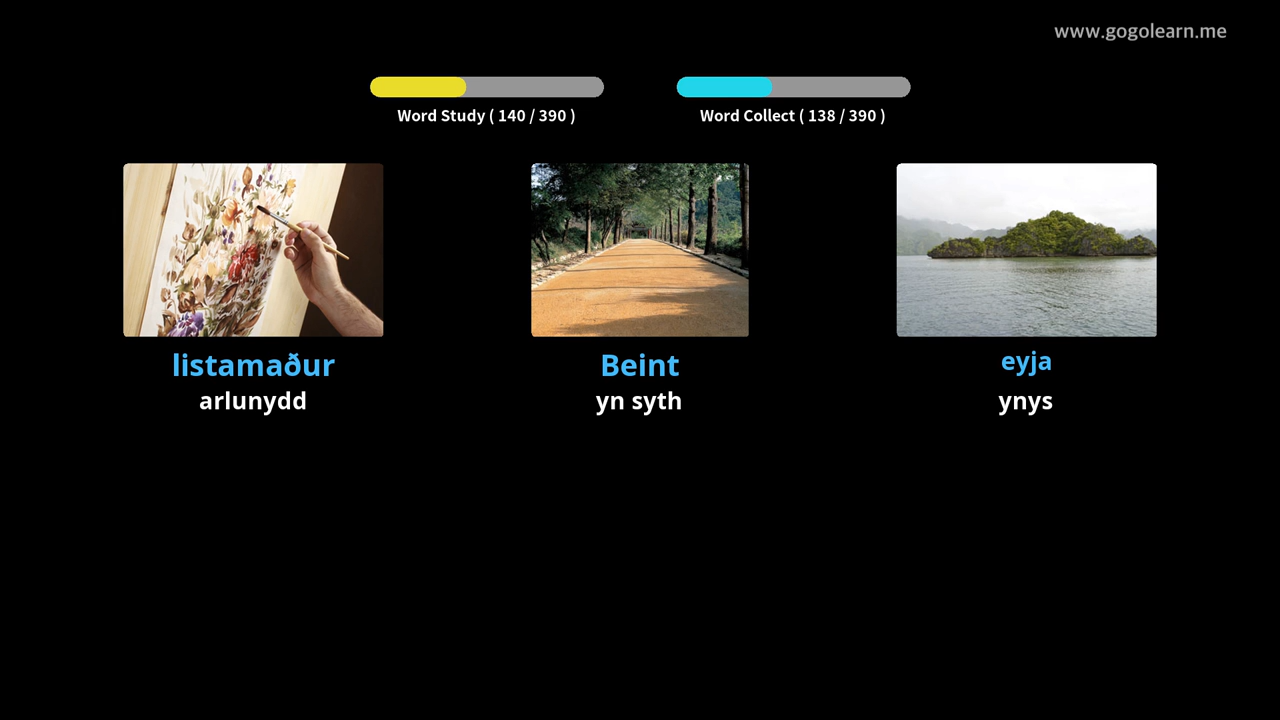 www.gogolearn.me
Word Study ( 140 / 390 )
Word Collect ( 138 / 390 )
listamaður
arlunydd
Beint
yn syth
eyja
ynys